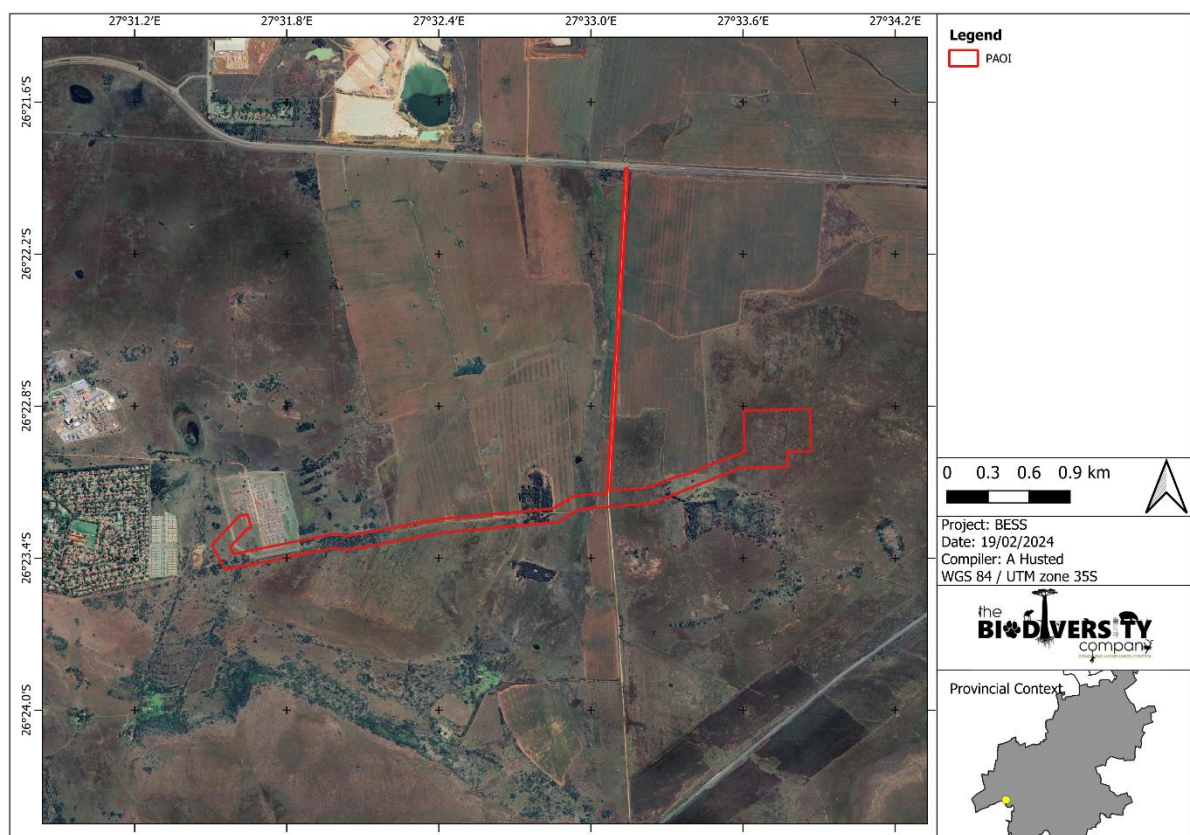 27°31.2'E 27°31.8'E 27°32.4'E 27°33.0'E 27°33.6'E 27°34.2'E
Legend
PAOI
26°21.6'S
26°22.2'S
26°22.8'S
26°23.4'S
26°24.0'S
0 0.3 0.6 0.9 km
Project: BESS
Date: 19/02/2024
Compiler: A Husted
WGS 84 / UTM zone 35S
the
BIODIVERSITY
company
Provincial Context